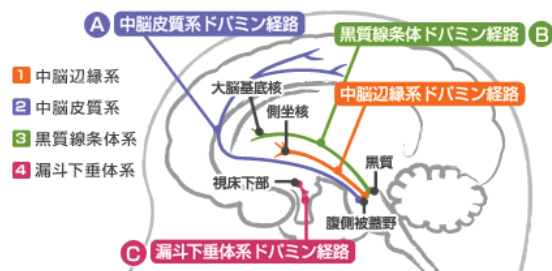 A 中脳皮質系ドパミン経路
黒質線条体ドパミン経路 B
1 中脳辺縁系
2 中脳皮質系
3 黒質線条体系
4 漏斗下垂体系
大脳基底核
側坐核
中脳辺縁系ドパミン経路
黒質
視床下部
腹側被蓋野
C 漏斗下垂体系ドパミン経路